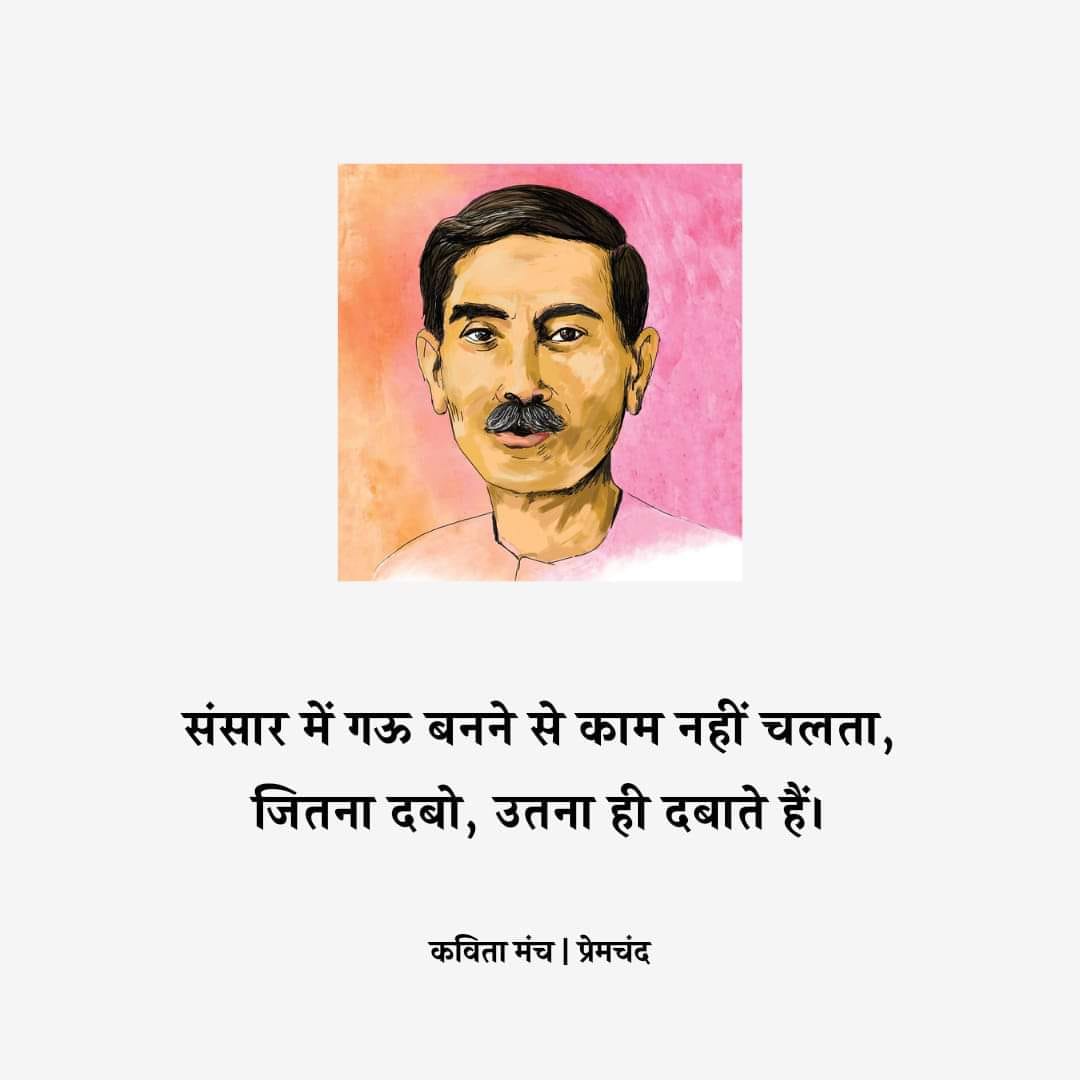 संसार में गऊ बनने से काम नहीं चलता,
जितना दबो, उतना ही दबाते हैं।
कविता मंच | प्रेमचंद